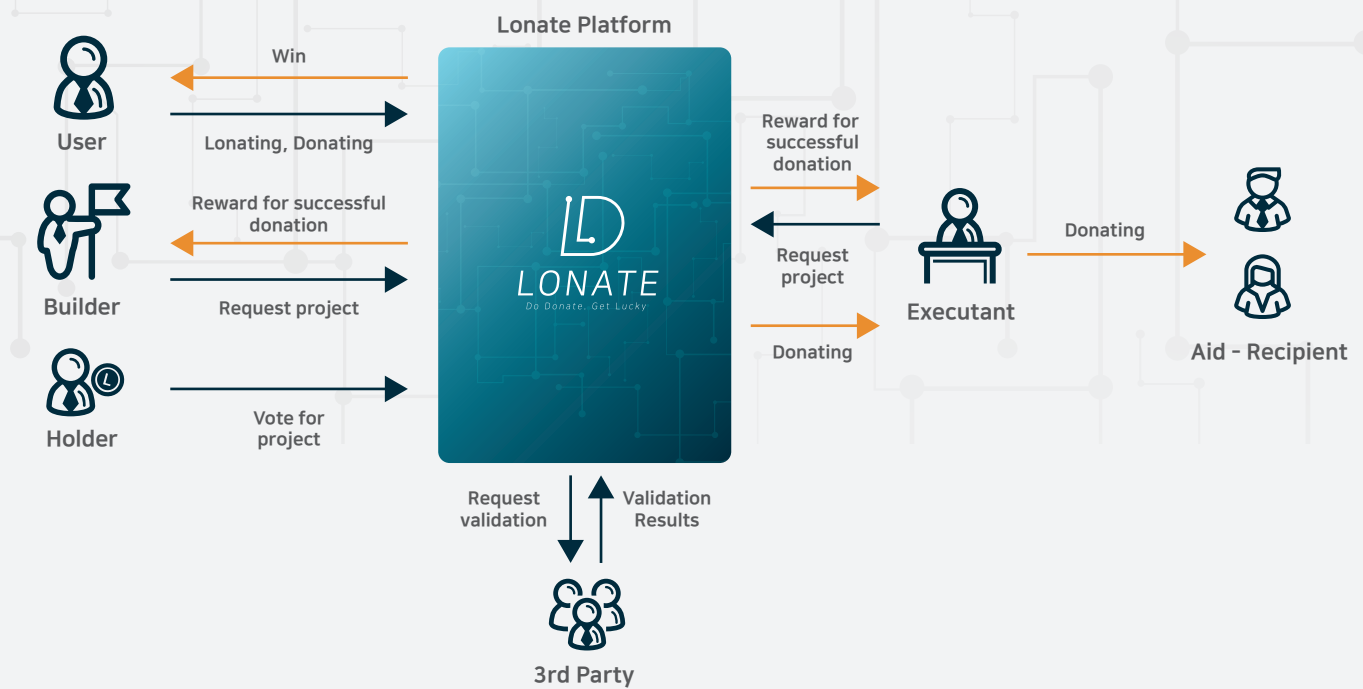 Lonate Platform
Win
Lonating, Donating
User
Reward for successful
donation
Request project
Builder
Vote for
project
Holder
L
LD
LONATE
Do Donate, Get Lucky
Reward for
successful
donation
Request
project
Donating
Executant
Donating
Aid - Recipient
Request
validation
Validation
Results
3rd Party